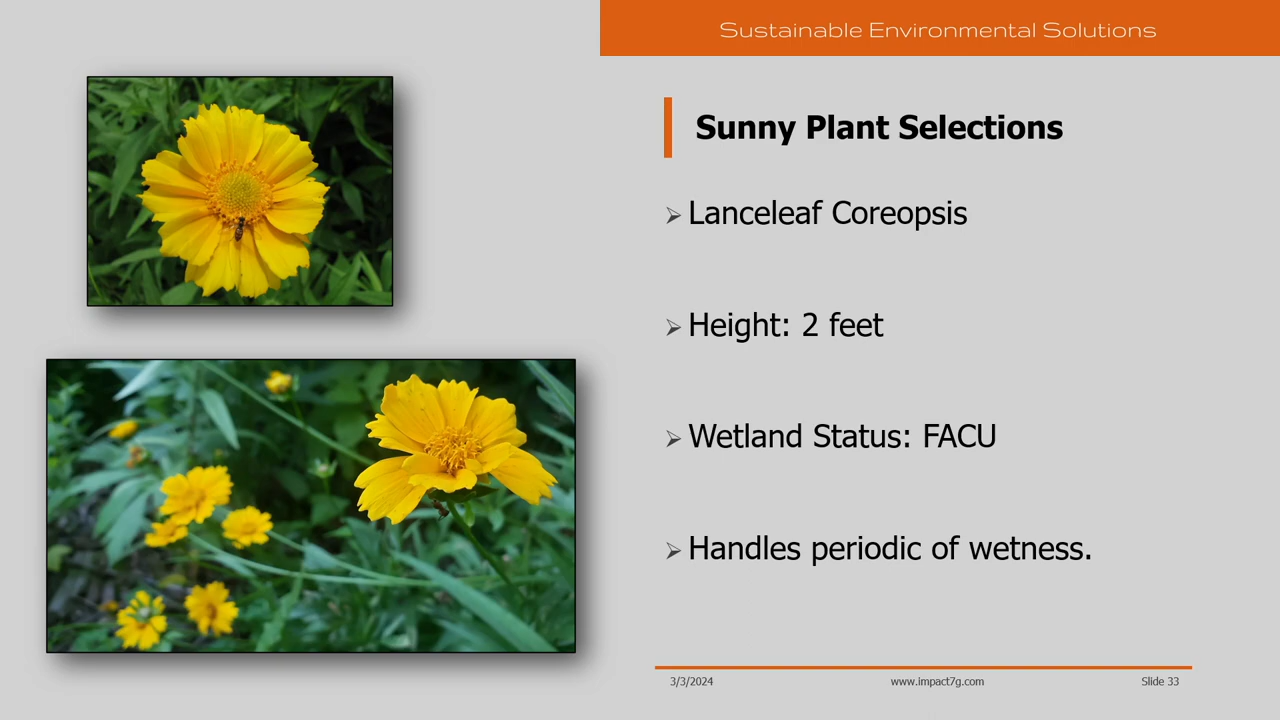 Sustainable Environmental Solutions
Sunny Plant Selections
Lanceleaf Coreopsis
Height: 2 feet
Wetland Status: FACU
Handles periodic of wetness.
3/3/2024 www.impact7g.com Slide 33